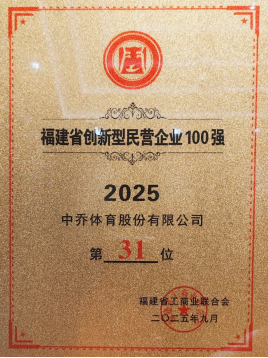 福建省创新型民营企业100强
2025
中乔体育股份有限公司
第 31 位
福建省工商业联合会
二〇二五年九月